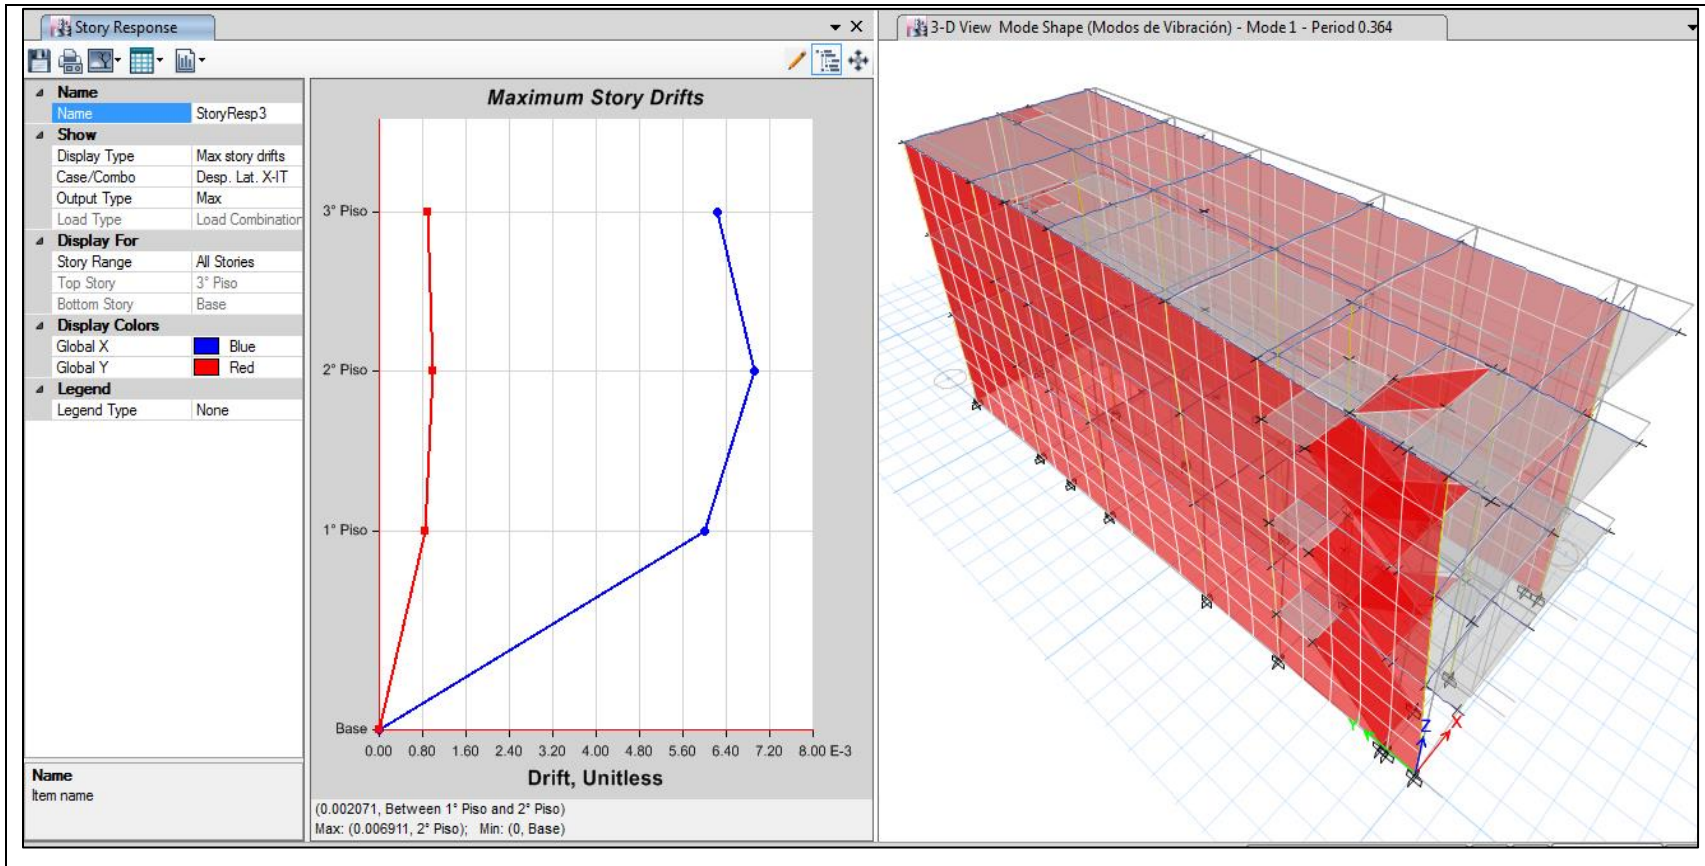 Story Response
Name
Name StoryResp3
Show
Display Type Max story drifts
Case/Combo Desp. Lat. X-IT
Output Type Max
Load Type Load Combination
Display For
Story Range All Stories
Top Story 3° Piso
Bottom Story Base
Display Colors
Global X Blue
Global Y Red
Legend
Legend Type None
Name
Item name
Maximum Story Drifts
3° Piso
2° Piso
1° Piso
Base
0.00 0.80 1.60 2.40 3.20 4.00 4.80 5.60 6.40 7.20 8.00 E-3
Drift, Unitless
(0.002071, Between 1° Piso and 2° Piso)
Max: (0.006911, 2° Piso); Min: (0, Base)
3-D View Mode Shape (Modos de Vibración) - Mode 1 - Period 0.364
Y Z X